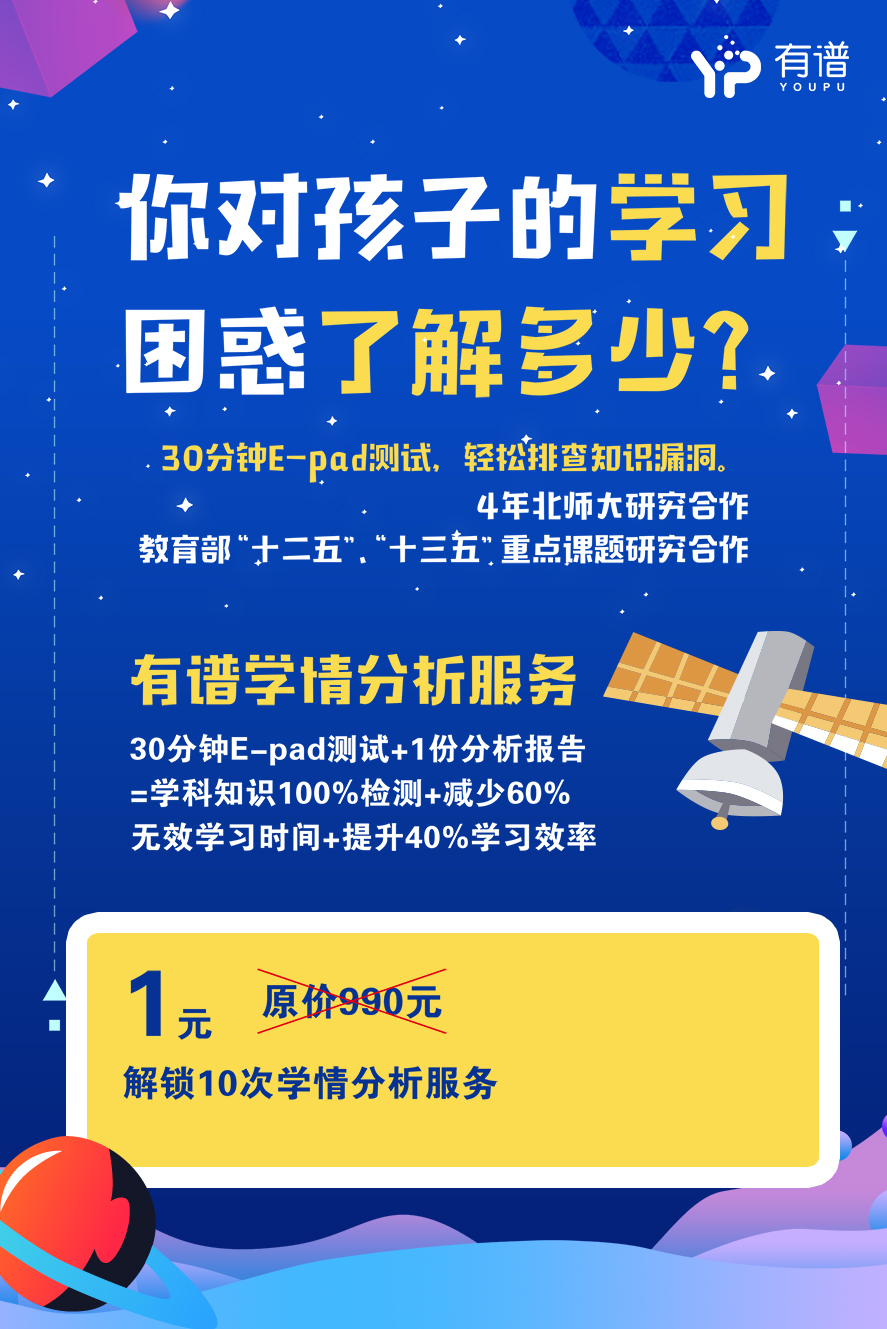 YP 有谱
YOUPU
你对孩子的学习
困惑了解多少?
30分钟E-pad测试，轻松排查知识漏洞。
4年北师大研究合作
教育部“十二五”、“十三五”重点课题研究合作
有谱学情分析服务
30分钟E-pad测试+1份分析报告
=学科知识100%检测+减少60%
无效学习时间+提升40%学习效率
1元 原价990元
解锁10次学情分析服务